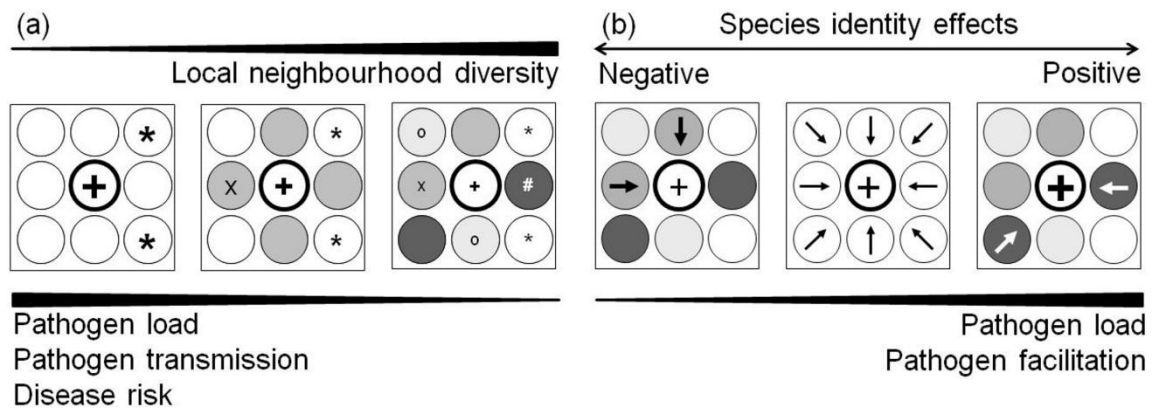 (a)
Local neighbourhood diversity
*
+
*
*
x
+
*
o
*
x
+
#
o
*
Pathogen load
Pathogen transmission
Disease risk
(b)
Species identity effects
Negative
Positive
+
+
+
Pathogen load
Pathogen facilitation